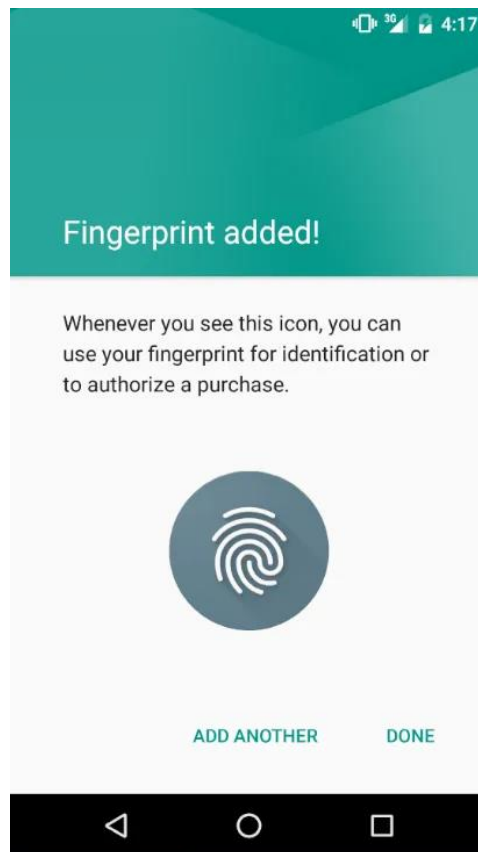 3G 4:17
Fingerprint added!
Whenever you see this icon, you can
use your fingerprint for identification or
to authorize a purchase.
ADD ANOTHER DONE